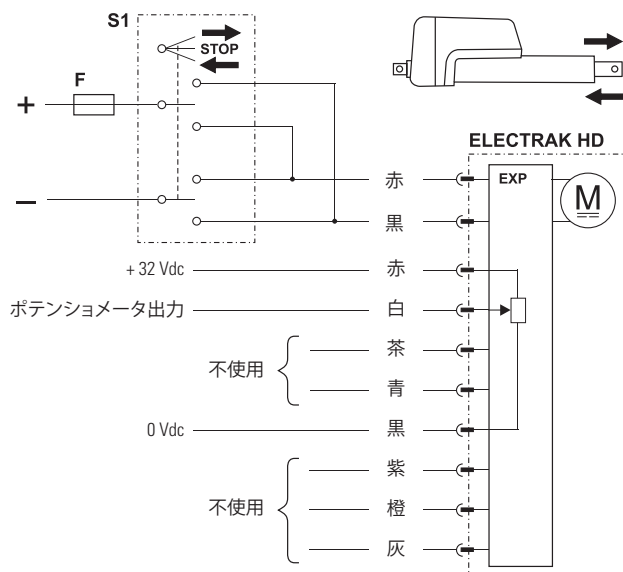 S1
STOP
F
+
−
ELECTRAK HD
EXP
M
赤
黒
+ 32 Vdc
赤
ポテンショメータ出力
白
不使用
茶
青
0 Vdc
黒
不使用
紫
橙
灰